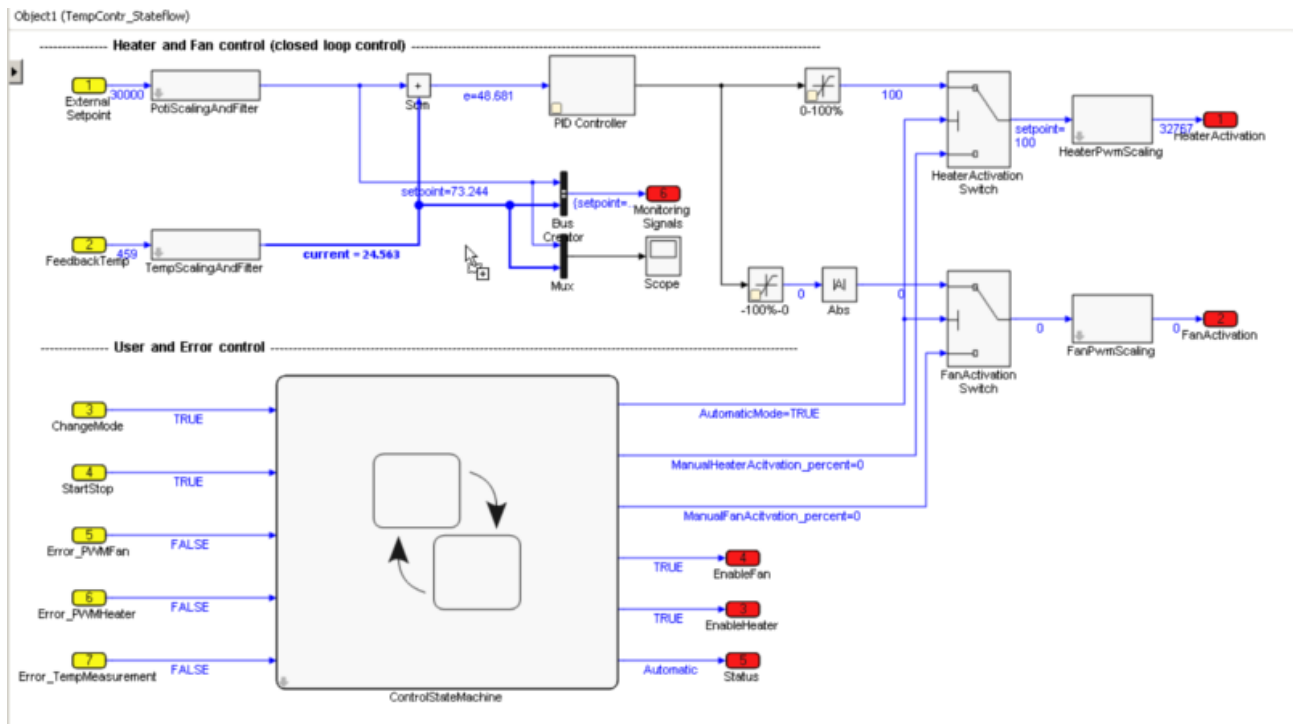 Object1 (TempContr_Stateflow)
Heater and Fan control (closed loop control)
1
External
Setpoint
30000
PotiScalingAndFilter
+
Sum
e=48.681
PID Controller
0-100%
100
HeaterActivation
Switch
setpoint=
100
HeaterPwmScaling
32767
1
HeaterActivation
setpoint=73.244
(setpoint=...
Bus
Creator
6
Monitoring
Signals
2
FeedbackTemp
459
TempScalingAndFilter
current = 24.563
Mux
Scope
-100%-0
0
|A|
Abs
0
FanActivation
Switch
0
FanPwmScaling
0
2
FanActivation
User and Error control
3
ChangeMode
TRUE
4
StartStop
TRUE
5
Error_PWMFan
FALSE
6
Error_PWMHeater
FALSE
7
Error_TempMeasurement
FALSE
ControlStateMachine
AutomaticMode=TRUE
ManualHeaterAcitvation_percent=0
ManualFanAcitvation_percent=0
TRUE
4
EnableFan
TRUE
3
EnableHeater
Automatic
5
Status